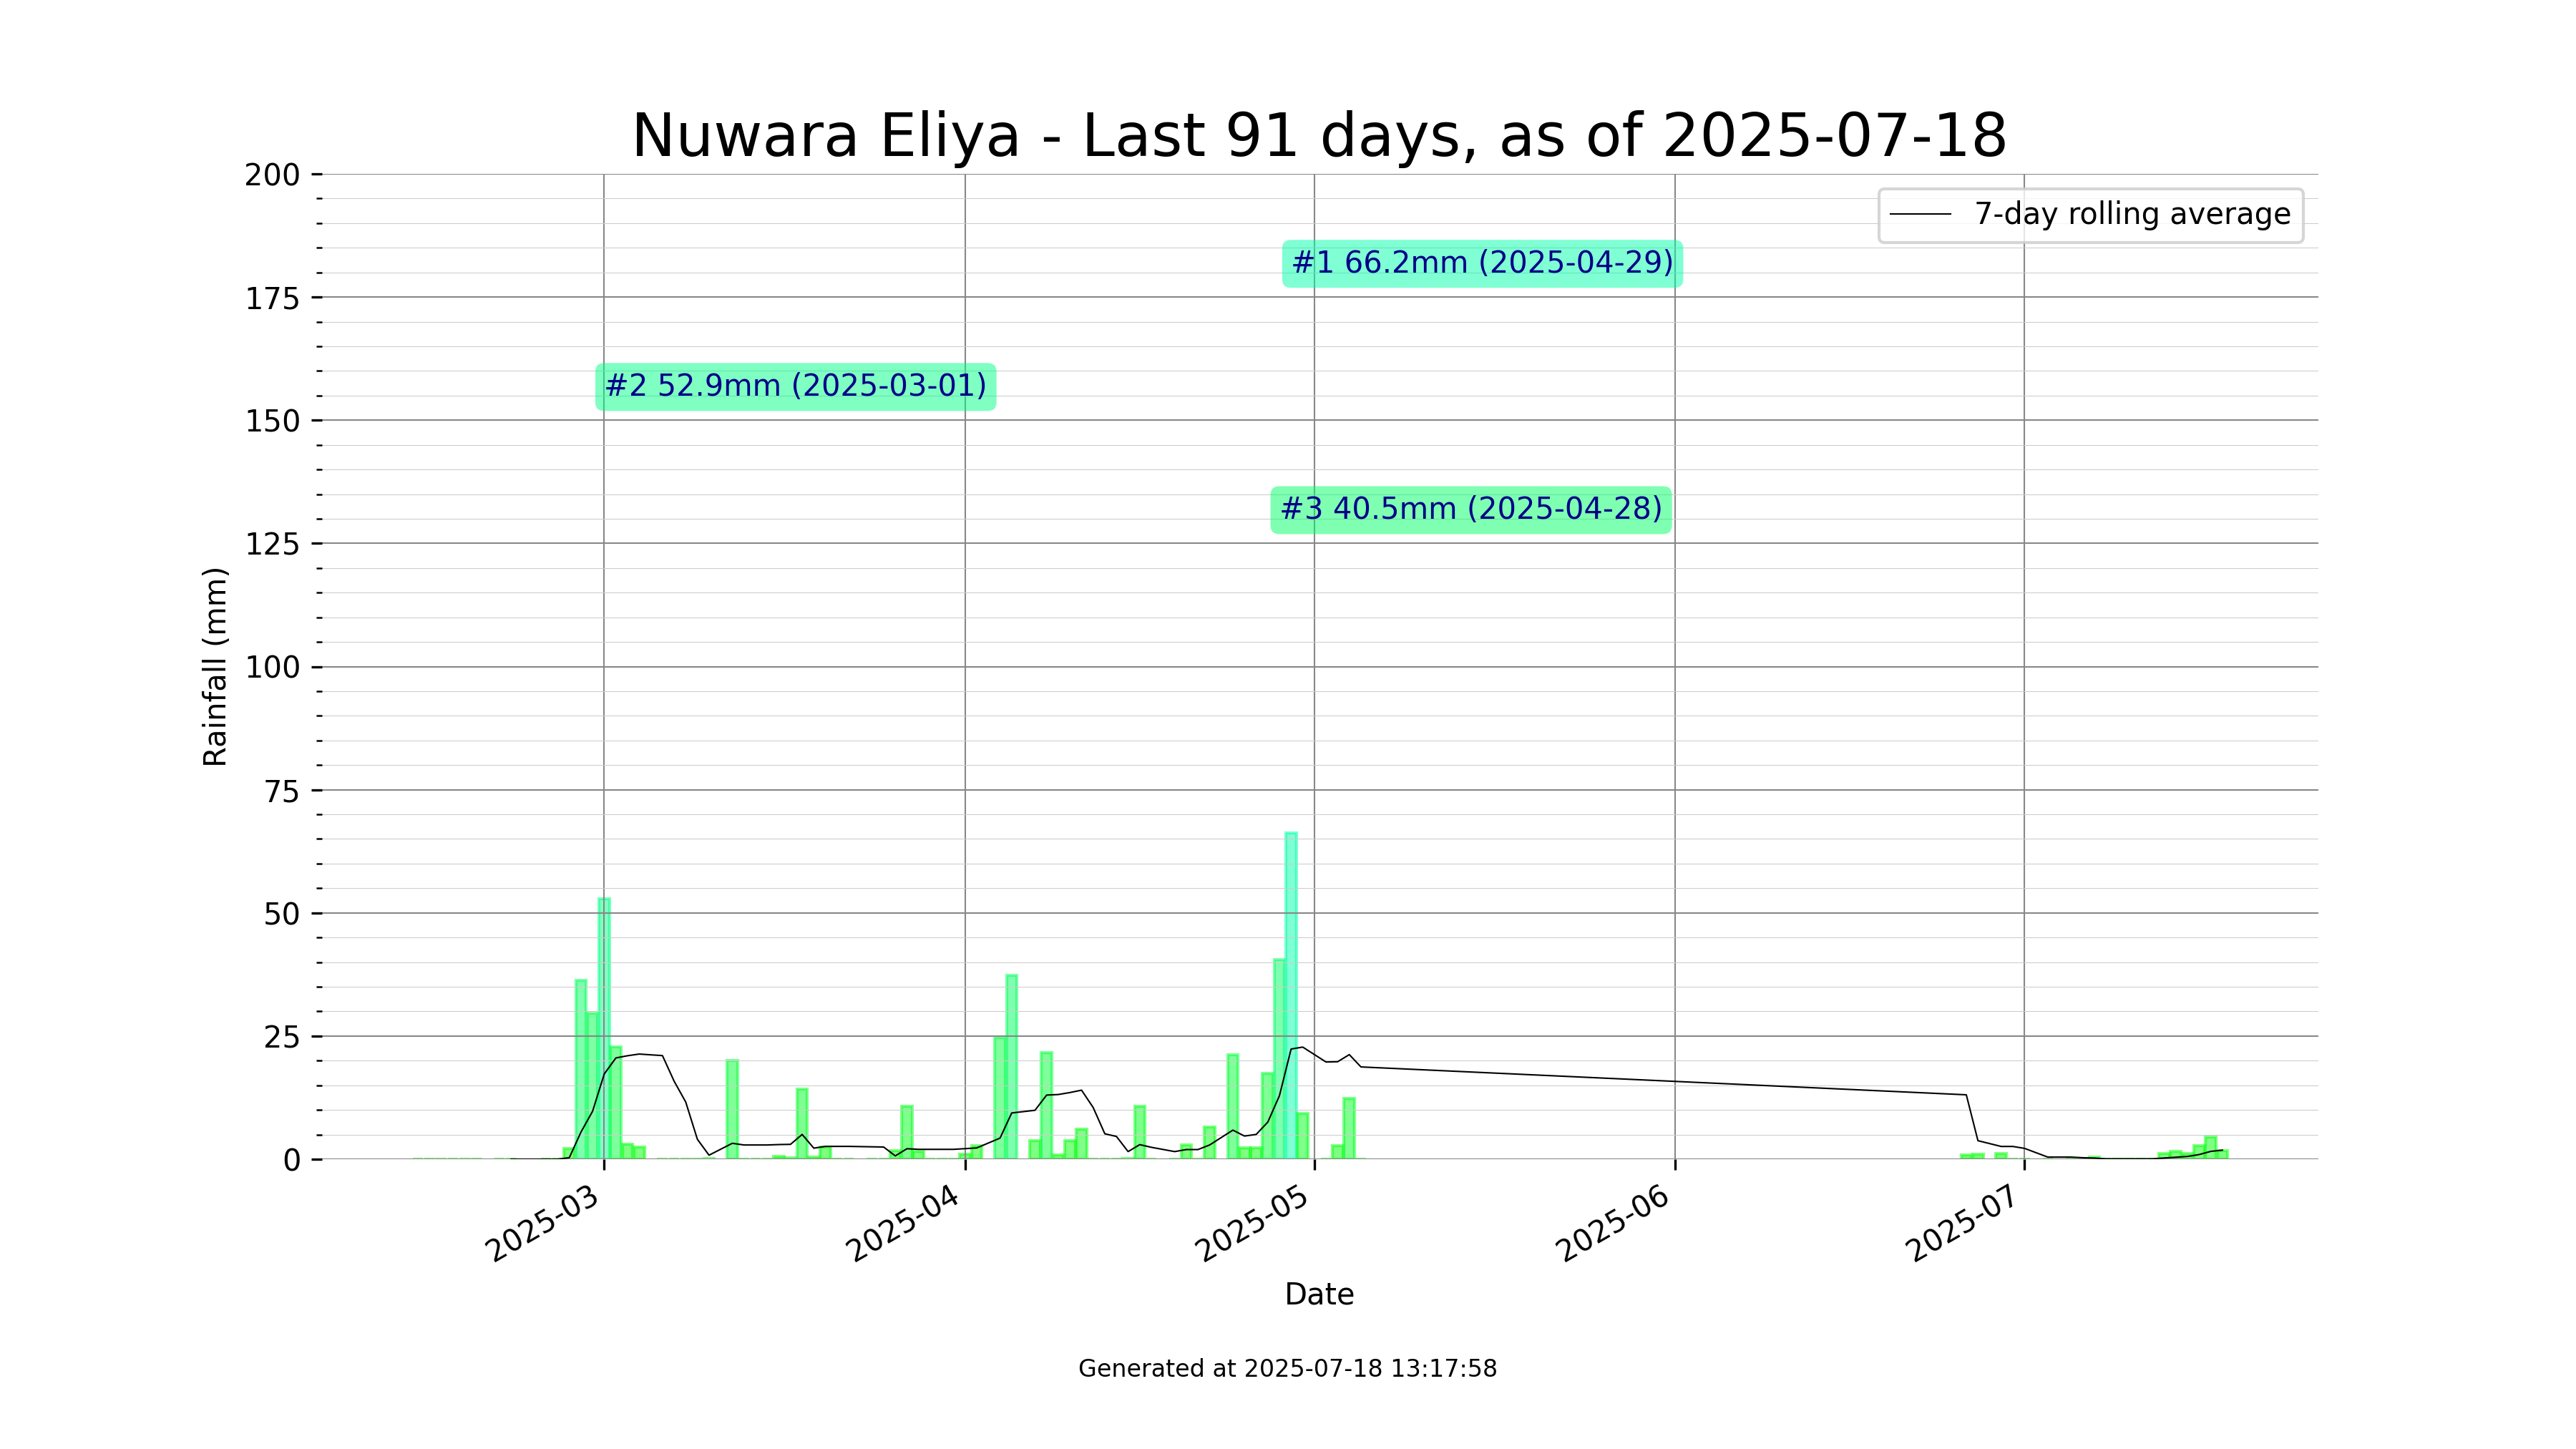 Nuwara Eliya - Last 91 days, as of 2025-07-18
200
175
150
125
100
75
50
25
0
Rainfall (mm)
7-day rolling average
#1 66.2mm (2025-04-29)
#2 52.9mm (2025-03-01)
#3 40.5mm (2025-04-28)
2025-03
2025-04
2025-05
2025-06
2025-07
Date
Generated at 2025-07-18 13:17:58